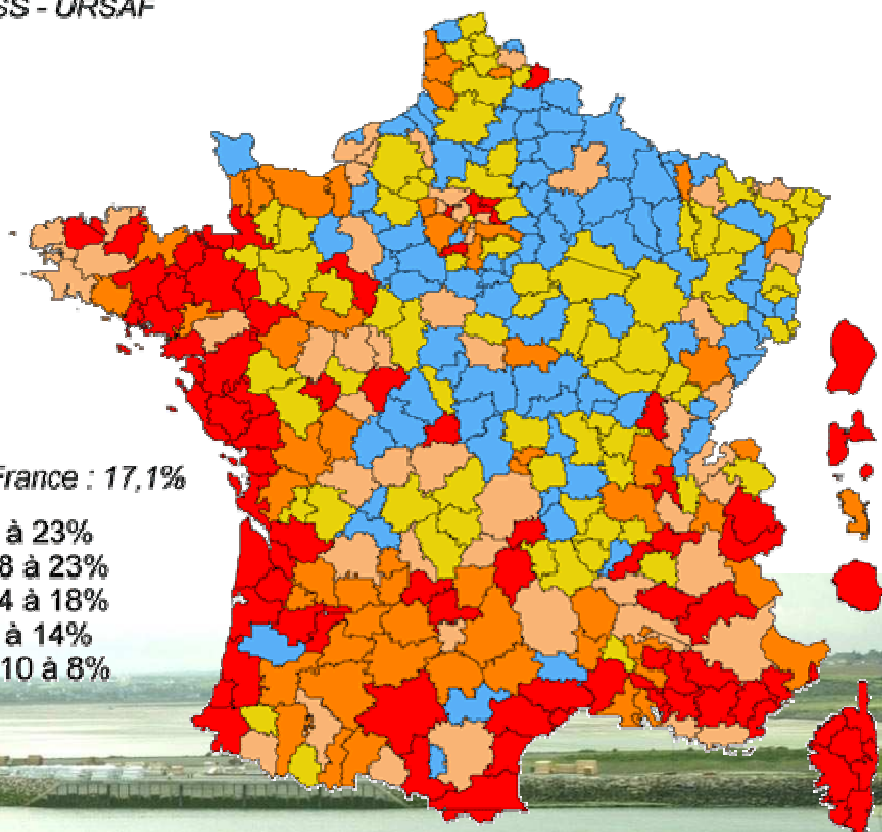 SS - URSAF
France : 17,1%
à 23%
8 à 23%
4 à 18%
à 14%
10 à 8%